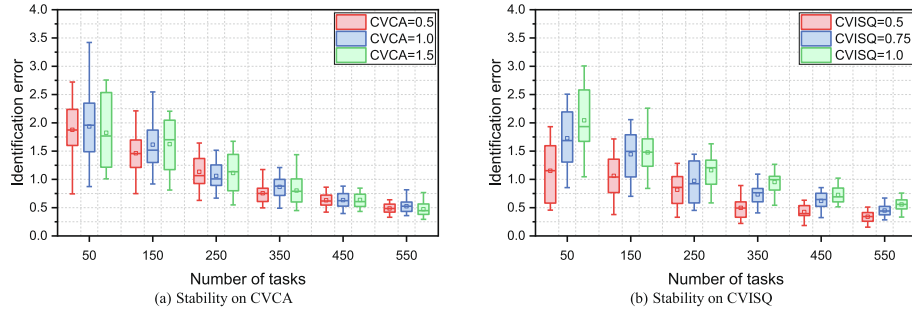 4.0
3.5
3.0
2.5
2.0
1.5
1.0
0.5
0.0
Identification error
CVCA=0.5
CVCA=1.0
CVCA=1.5
50 150 250 350 450 550
Number of tasks
(a) Stability on CVCA
4.0
3.5
3.0
2.5
2.0
1.5
1.0
0.5
0.0
Identification error
CVISQ=0.5
CVISQ=0.75
CVISQ=1.0
50 150 250 350 450 550
Number of tasks
(b) Stability on CVISQ